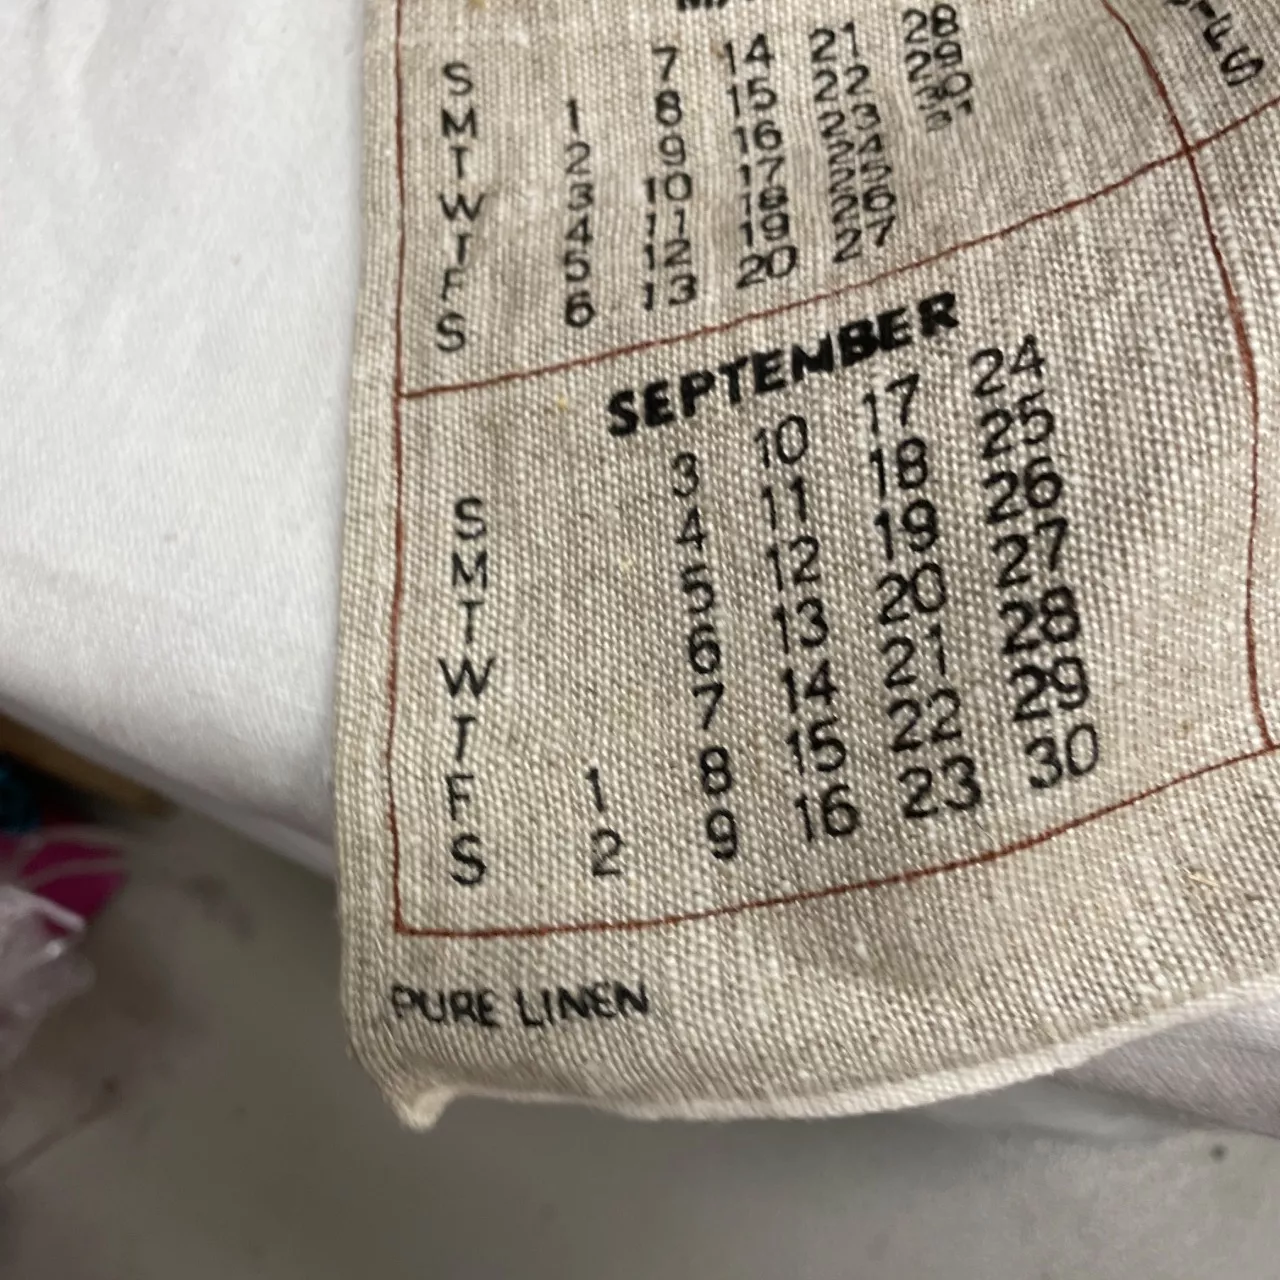 S 7 14 21 28
M 1 8 15 22 29
T 2 9 16 23 30
W 3 10 17 24
T 4 11 18 25
F 5 12 19 26
S 6 13 20 27
SEPTEMBER
S 3 10 17 24
M 4 11 18 25
T 5 12 19 26
W 6 13 20 27
T 7 14 21 28
F 1 8 15 22 29
S 2 9 16 23 30
PURE LINEN